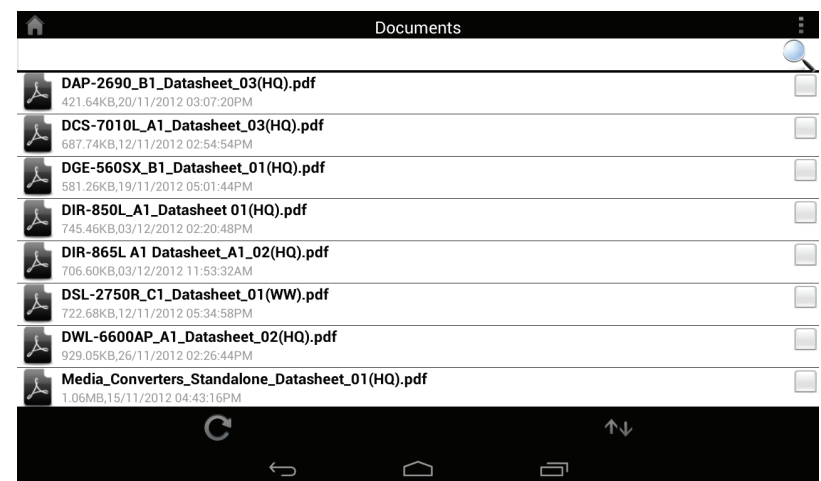 Documents
DAP-2690_B1_Datasheet_03(HQ).pdf
421.64KB,20/11/2012 03:07:20PM
DCS-7010L_A1_Datasheet_03(HQ).pdf
687.74KB,12/11/2012 02:54:54PM
DGE-560SX_B1_Datasheet_01(HQ).pdf
581.26KB,19/11/2012 05:01:44PM
DIR-850L_A1_Datasheet 01(HQ).pdf
745.46KB,03/12/2012 02:20:48PM
DIR-865L A1 Datasheet_A1_02(HQ).pdf
706.60KB,03/12/2012 11:53:32AM
DSL-2750R_C1_Datasheet_01(WW).pdf
722.68KB,12/11/2012 05:34:58PM
DWL-6600AP_A1_Datasheet_02(HQ).pdf
929.05KB,26/11/2012 02:26:44PM
Media_Converters_Standalone_Datasheet_01(HQ).pdf
1.06MB,15/11/2012 04:43:16PM